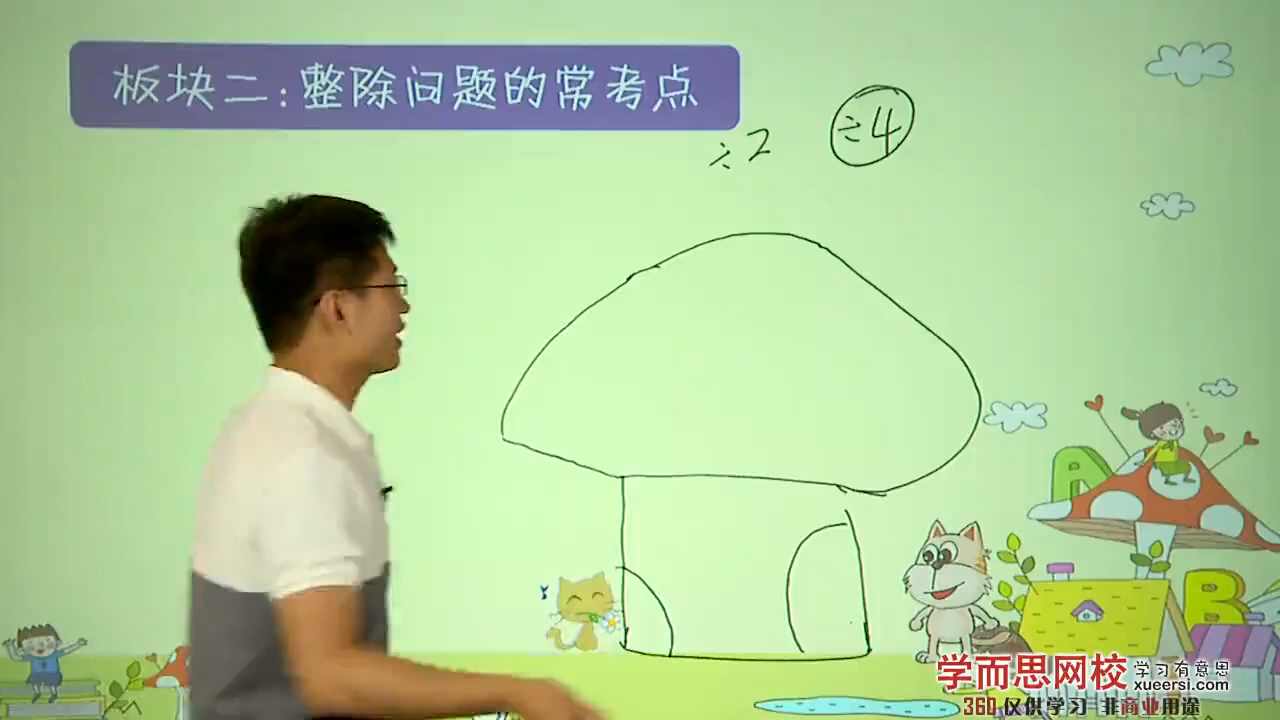 板块二:整除问题的常考点
÷2
÷4
A
B
学而思网校
学习有意思
xueersi.com
360 仅供学习 非商业用途